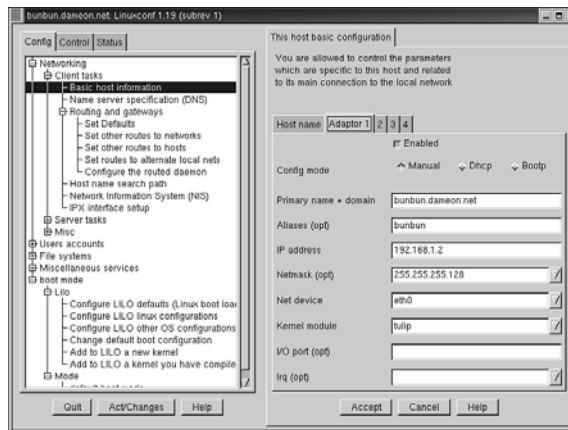 bunbun.dameon.net: Linuxconf 1.19 (subrev 1)
Config Control Status
Networking
Client tasks
Basic host information
Name server specification (DNS)
Routing and gateways
Set Defaults
Set other routes to networks
Set other routes to hosts
Set routes to alternate local nets
Configure the routed daemon
Host name search path
Network Information System (NIS)
IPX interface setup
Server tasks
Misc
Users accounts
File systems
Miscellaneous services
boot mode
Lilo
Configure LILO defaults (Linux boot loa
Configure LILO linux configurations
Configure LILO other OS configurations
Change default boot configuration
Add to LILO a new kernel
Add to LILO a kernel you have compile
Mode
default boot mode
Quit Act/Changes Help
This host basic configuration
You are allowed to control the parameters
which are specific to this host and related
to its main connection to the local network
Host name Adaptor 1 2 3 4
Enabled
Config mode Manual Dhcp Bootp
Primary name + domain bunbun.dameon.net
Aliases (opt) bunbun
IP address 192.168.1.2
Netmask (opt) 255.255.255.128
Net device eth0
Kernel module tulip
I/O port (opt)
Irq (opt)
Accept Cancel Help